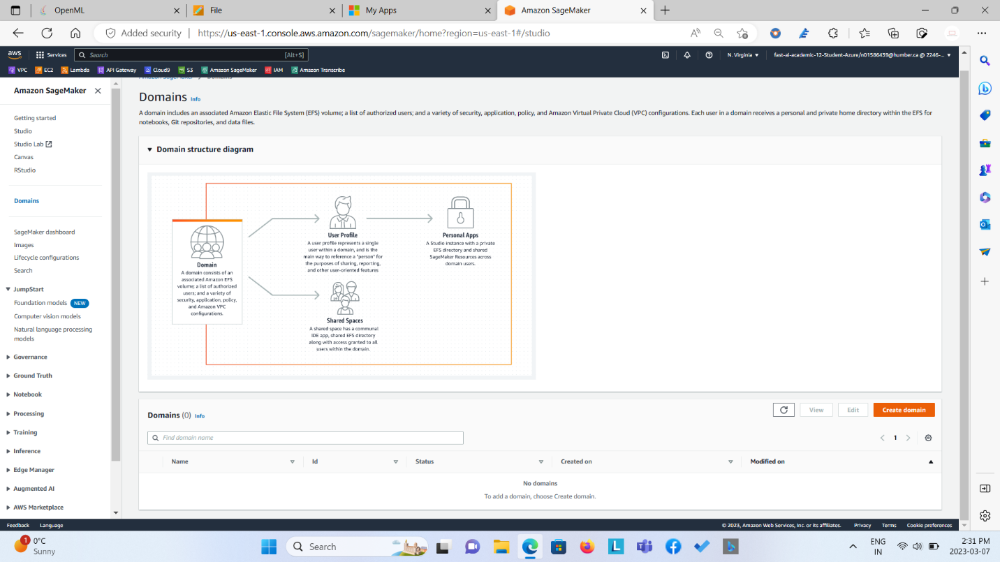 OpenML
File
My Apps
Amazon SageMaker
Added security
https://us-east-1.console.aws.amazon.com/sagemaker/home?region=us-east-1#/studio
aws
Services
Search
[Alt+S]
N. Virginia
fast-ai-academic-12-Student-Azure/n01586439@humber.ca @ 2246-...
VPC
EC2
Lambda
API Gateway
Cloud9
S3
Amazon SageMaker
IAM
Amazon Transcribe
Amazon SageMaker
Getting started
Studio
Studio Lab
Canvas
RStudio
Domains
SageMaker dashboard
Images
Lifecycle configurations
Search
JumpStart
Foundation models NEW
Computer vision models
Natural language processing
models
Governance
Ground Truth
Notebook
Processing
Training
Inference
Edge Manager
Augmented AI
AWS Marketplace
Amazon SageMaker > Domains
Domains Info
A domain includes an associated Amazon Elastic File System (EFS) volume; a list of authorized users; and a variety of security, application, policy, and Amazon Virtual Private Cloud (VPC) configurations. Each user in a domain receives a personal and private home directory within the EFS for
notebooks, Git repositories, and data files.
Domain structure diagram
Domain
A domain consists of an
associated Amazon EFS
volume; a list of authorized
users; and a variety of
security, application, policy,
and Amazon VPC
configurations.
User Profile
A user profile represents a single
user within a domain, and is the
main way to reference a "person" for
the purposes of sharing, reporting,
and other user-oriented features
Personal Apps
A Studio instance with a private
EFS directory and shared
SageMaker Resources across
domain users.
Shared Spaces
A shared space has a communal
IDE app, shared EFS directory
along with access granted to all
users within the domain.
Domains (0) Info
View
Edit
Create domain
Find domain name
1
Name
Id
Status
Created on
Modified on
No domains
To add a domain, choose Create domain.
Feedback
Language
© 2023, Amazon Web Services, Inc. or its affiliates.
Privacy
Terms
Cookie preferences
1
0°C
Sunny
Search
ENG
IN
2:31 PM
2023-03-07